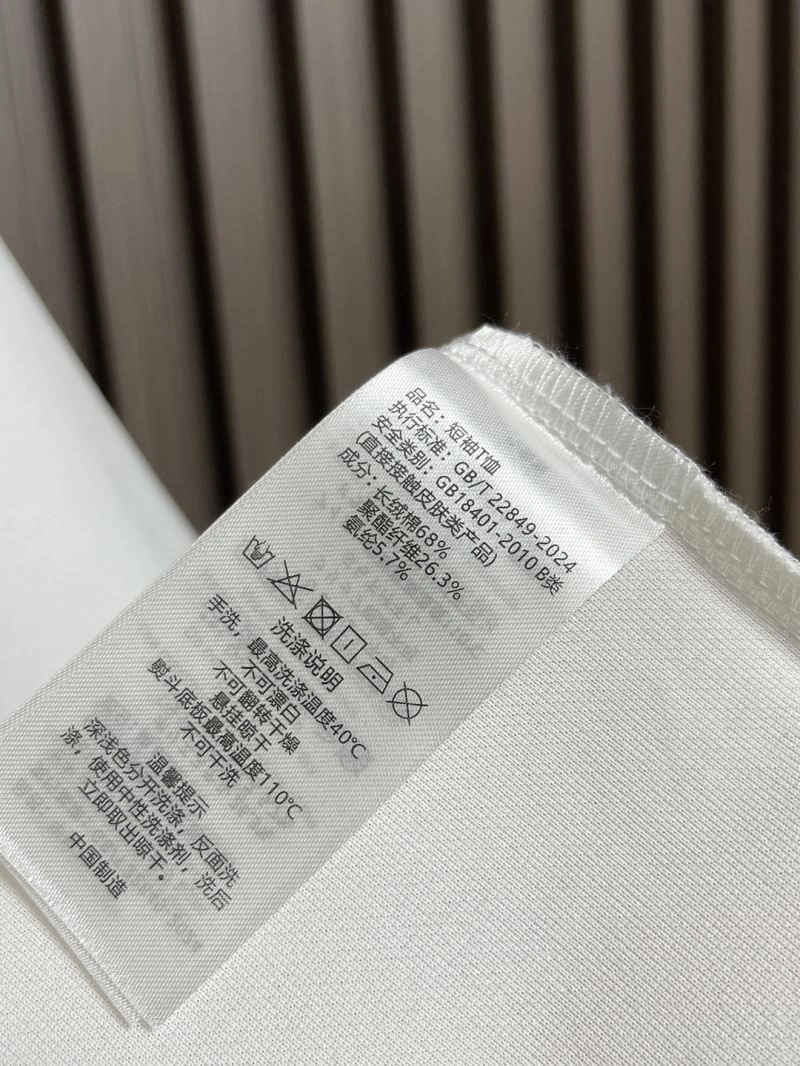 品名：短袖T恤
执行标准：GB/T 22849-2024
安全类别：GB18401-2010 B类
(直接接触皮肤类产品)
成分：长绒棉68%
聚酯纤维26.3%
氨纶5.7%
洗涤说明
手洗，最高洗涤温度40℃
不可漂白
不可翻转干燥
悬挂晾干
熨斗底板最高温度110℃
不可干洗
温馨提示
深浅色分开洗涤，反面洗
涤，使用中性洗涤剂，洗后
立即取出晾干。
中国制造